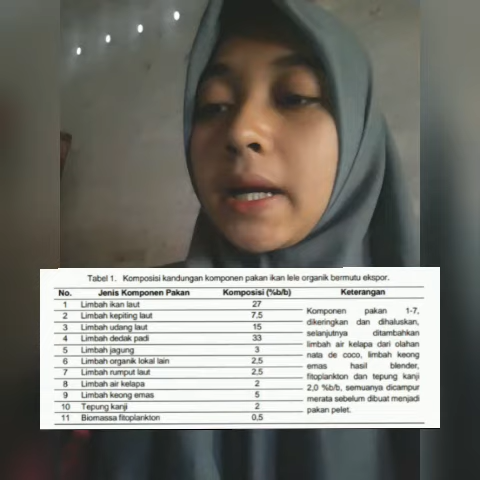 Tabel 1. Komposisi kandungan komponen pakan ikan lele organik bermutu ekspor.
No. Jenis Komponen Pakan Komposisi (%b/b) Keterangan
1 Limbah ikan laut 27
2 Limbah kepiting laut 7.5
3 Limbah udang laut 15
4 Limbah dedak padi 33
5 Limbah jagung 3
6 Limbah organik lokal lain 2,5
7 Limbah rumput laut 2,5
8 Limbah air kelapa 2
9 Limbah keong emas 5
10 Tepung kanji 2
11 Biomassa fitoplankton 0,5
Komponen pakan 1-7,
dikeringkan dan dihaluskan,
selanjutnya ditambahkan
limbah air kelapa dari olahan
nata de coco, limbah keong
emas hasil blender,
fitoplankton dan tepung kanji
2,0 %b/b, semuanya dicampur
merata sebelum dibuat menjadi
pakan pelet.